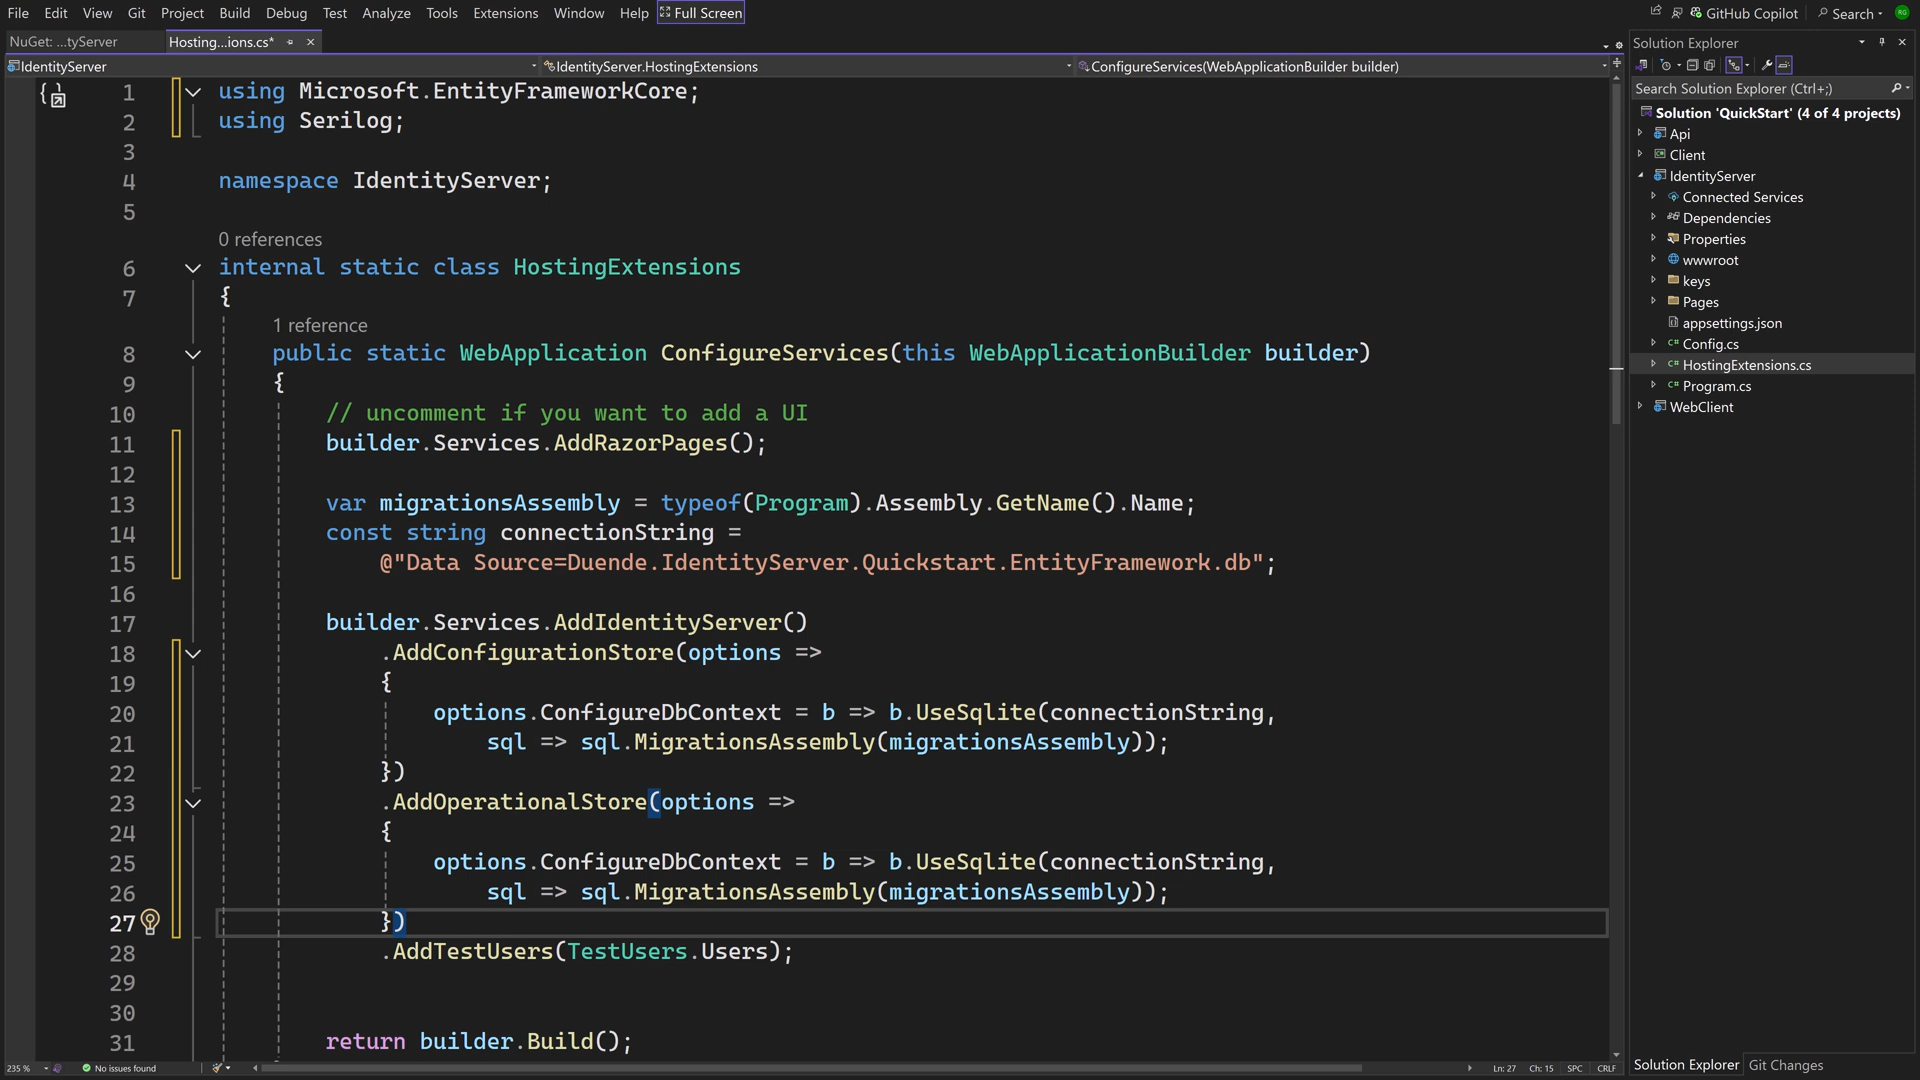 File Edit View Git Project Build Debug Test Analyze Tools Extensions Window Help Full Screen GitHub Copilot Search RG
NuGet: ...tyServer Hosting...ions.cs*
IdentityServer IdentityServer.HostingExtensions ConfigureServices(WebApplicationBuilder builder)
1 using Microsoft.EntityFrameworkCore;
2 using Serilog;
3
4 namespace IdentityServer;
5
0 references
6 internal static class HostingExtensions
7 {
1 reference
8 public static WebApplication ConfigureServices(this WebApplicationBuilder builder)
9 {
10 // uncomment if you want to add a UI
11 builder.Services.AddRazorPages();
12
13 var migrationsAssembly = typeof(Program).Assembly.GetName().Name;
14 const string connectionString =
15 @"Data Source=Duende.IdentityServer.Quickstart.EntityFramework.db";
16
17 builder.Services.AddIdentityServer()
18 .AddConfigurationStore(options =>
19 {
20 options.ConfigureDbContext = b => b.UseSqlite(connectionString,
21 sql => sql.MigrationsAssembly(migrationsAssembly));
22 })
23 .AddOperationalStore(options =>
24 {
25 options.ConfigureDbContext = b => b.UseSqlite(connectionString,
26 sql => sql.MigrationsAssembly(migrationsAssembly));
27 })
28 .AddTestUsers(TestUsers.Users);
29
30
31 return builder.Build();
235 % No issues found Ln: 27 Ch: 15 SPC CRLF
Solution Explorer
Search Solution Explorer (Ctrl+;)
Solution 'QuickStart' (4 of 4 projects)
Api
Client
IdentityServer
Connected Services
Dependencies
Properties
wwwroot
keys
Pages
appsettings.json
Config.cs
HostingExtensions.cs
Program.cs
WebClient
Solution Explorer Git Changes